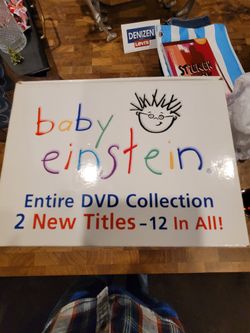 DENIZEN
LEVI'S
baby
einstein®
Entire DVD Collection
2 New Titles – 12 In All!